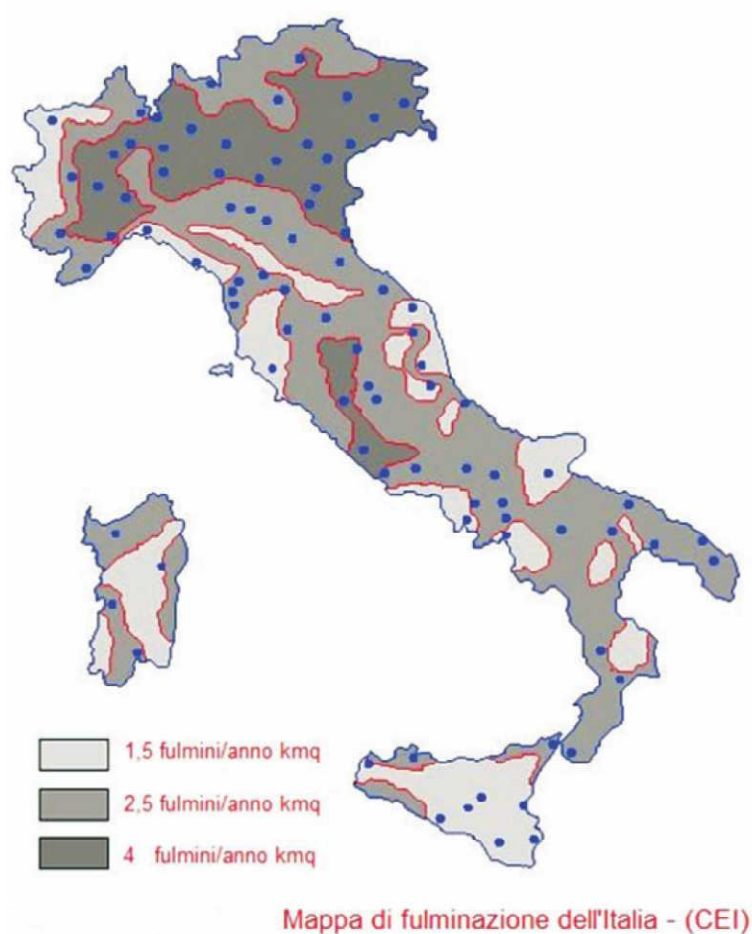 1,5 fulmini/anno kmq
2,5 fulmini/anno kmq
4 fulmini/anno kmq
Mappa di fulminazione dell'Italia - (CEI)